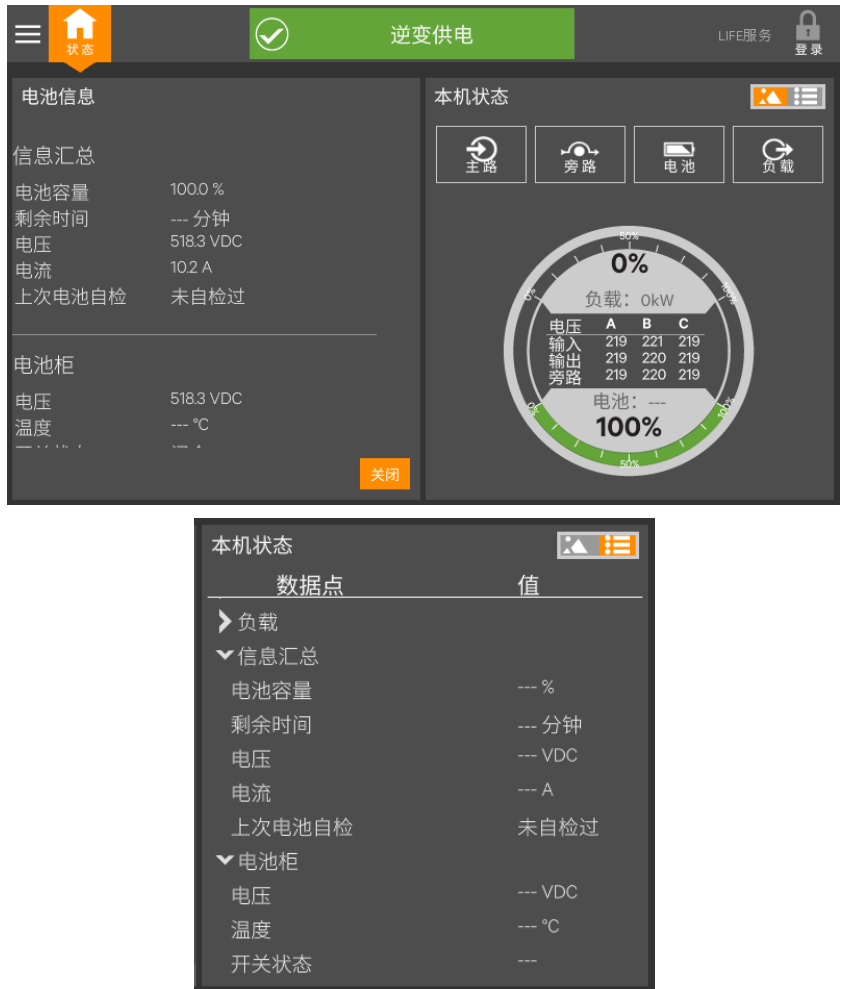 状态
逆变供电
LIFE服务
登录
电池信息
信息汇总
电池容量 100.0 %
剩余时间 --- 分钟
电压 518.3 VDC
电流 10.2 A
上次电池自检 未自检过
电池柜
电压 518.3 VDC
温度 --- °C
关闭
本机状态
主路 旁路 电池 负载
50%
0% 100%
0%
负载: 0kW
电压 A B C
输入 219 221 219
输出 219 220 219
旁路 219 220 219
电池: ---
100%
0% 100%
50%
本机状态
数据点 值
负载
信息汇总
电池容量 --- %
剩余时间 --- 分钟
电压 --- VDC
电流 --- A
上次电池自检 未自检过
电池柜
电压 --- VDC
温度 --- °C
开关状态 ---